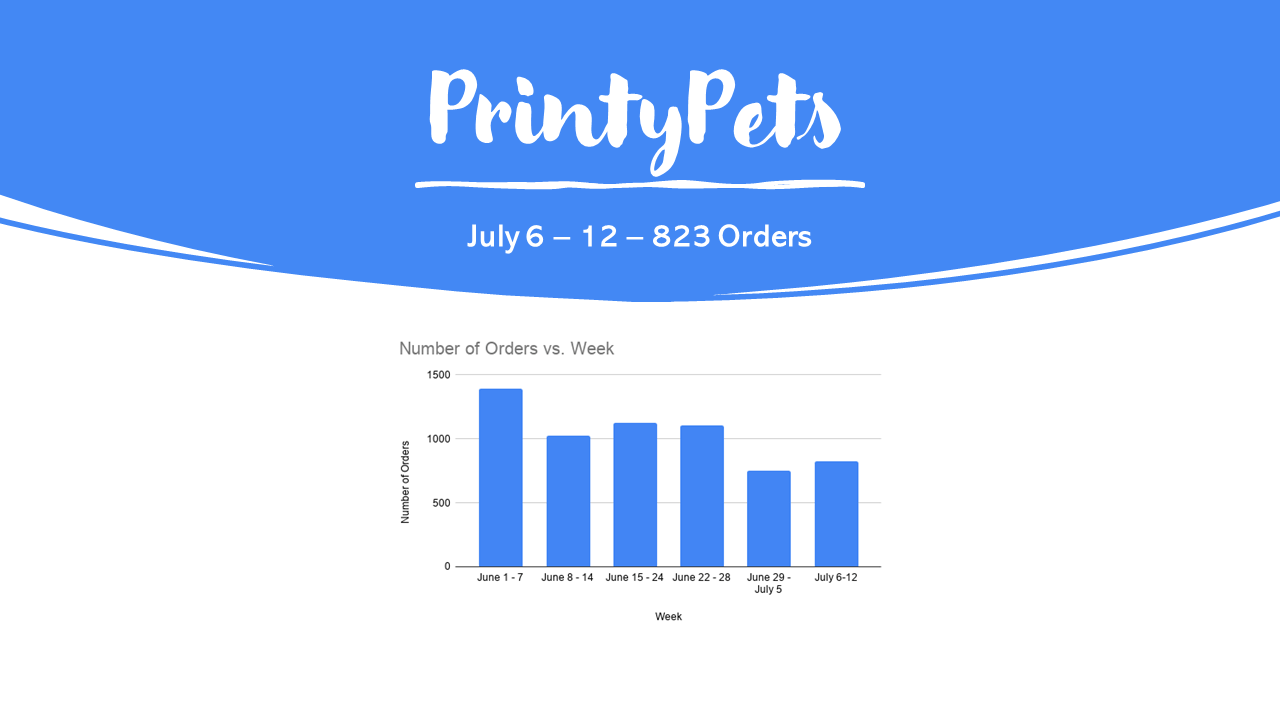 PrintyPets
July 6 – 12 – 823 Orders
Number of Orders vs. Week
1500
1000
500
0
Number of Orders
June 1 - 7
June 8 - 14
June 15 - 24
June 22 - 28
June 29 -
July 5
July 6-12
Week